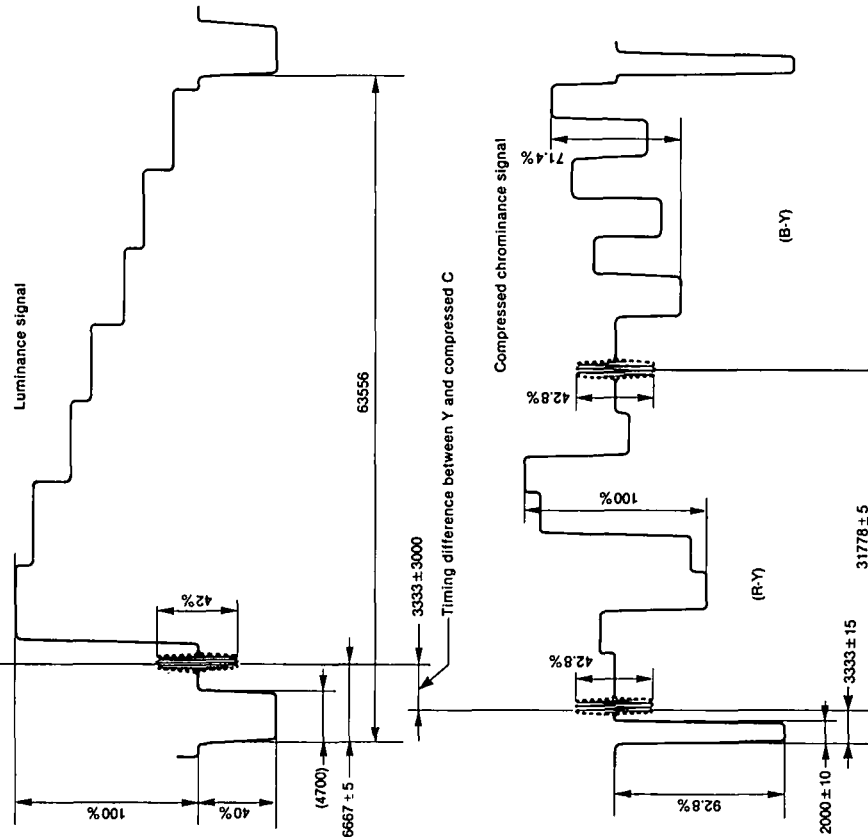 Luminance signal
100%
40%
42%
(4700)
6667 ± 5
63556
3333 ± 3000
Timing difference between Y and compressed C
Compressed chrominance signal
42.8%
100%
42.8%
71.4%
92.8%
(R-Y)
(B-Y)
2000 ± 10
3333 ± 15
31778 ± 5